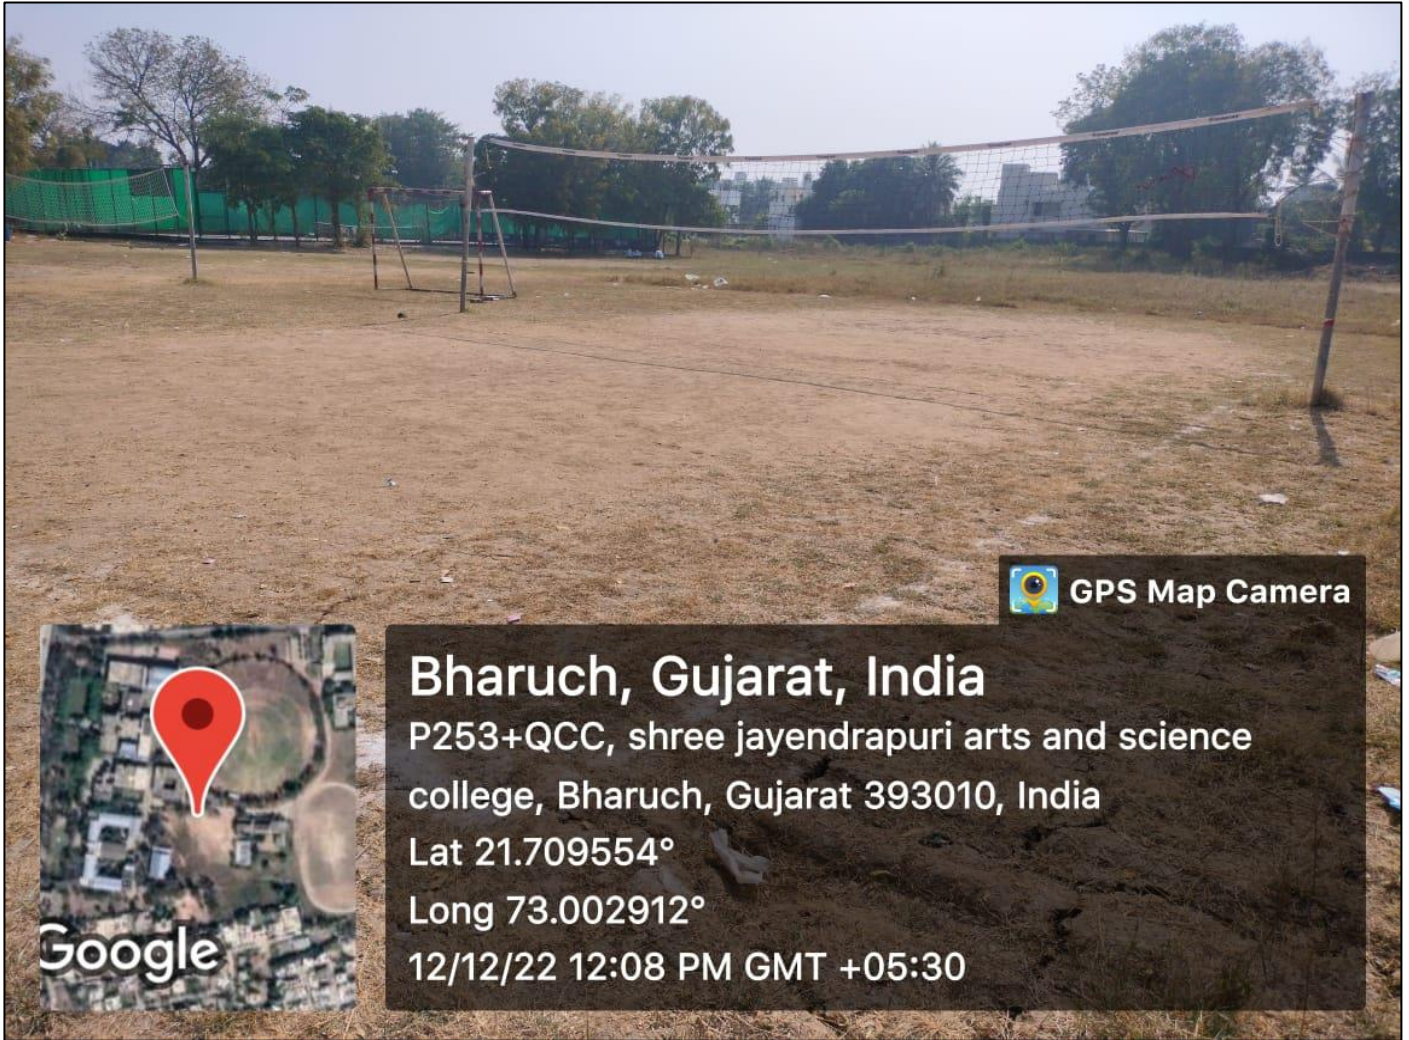 GPS Map Camera
Bharuch, Gujarat, India
P253+QCC, shree jayendrapuri arts and science
college, Bharuch, Gujarat 393010, India
Lat 21.709554°
Long 73.002912°
12/12/22 12:08 PM GMT +05:30
Google